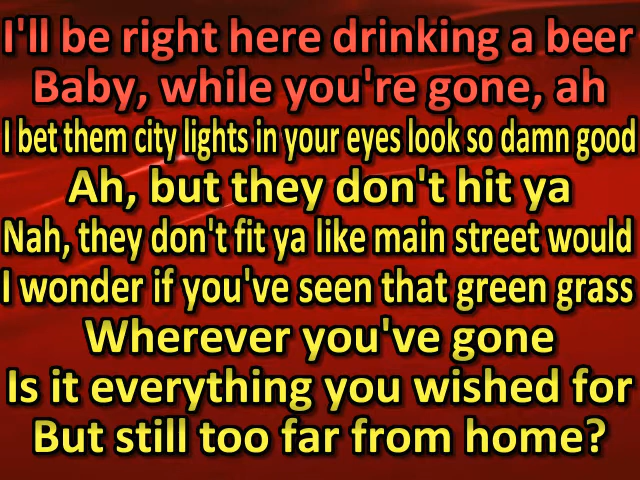 I'll be right here drinking a beer
Baby, while you're gone, ah
I bet them city lights in your eyes look so damn good
Ah, but they don't hit ya
Nah, they don't fit ya like main street would
I wonder if you've seen that green grass
Wherever you've gone
Is it everything you wished for
But still too far from home?